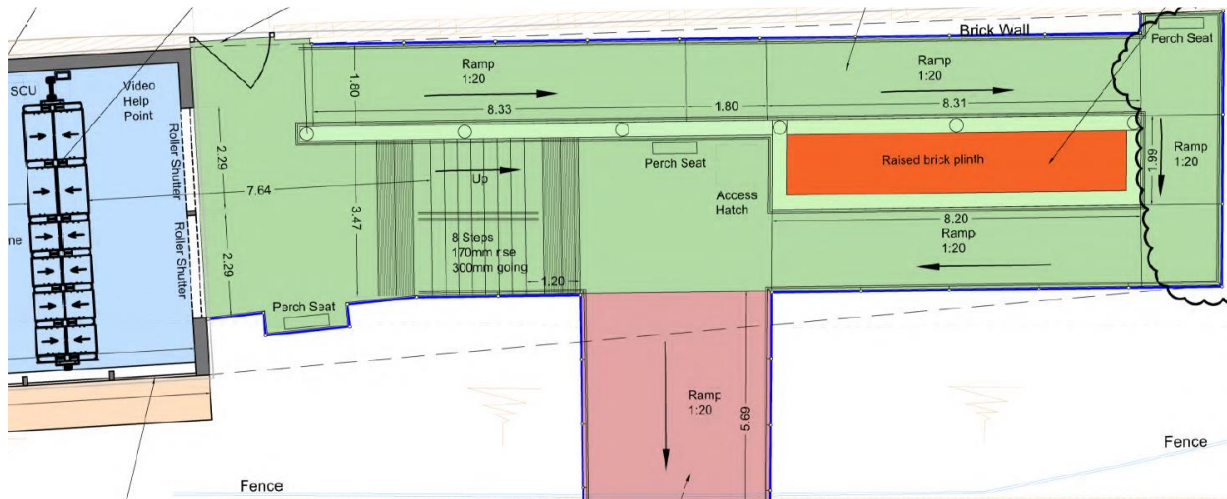 Brick Wall
Perch Seat
SCU
Video
Help
Point
Ramp
1:20
1.80
8.33
1.80
Ramp
1:20
8.31
Roller Shutter
2.29
7.64
Up
Perch Seat
Raised brick plinth
1.99
Ramp
1:20
Access
Hatch
8.20
Ramp
1:20
3.47
8 Steps
170mm rise
300mm going
1.20
ne
Roller Shutter
2.29
Perch Seat
Ramp
1:20
5.69
Fence
Fence